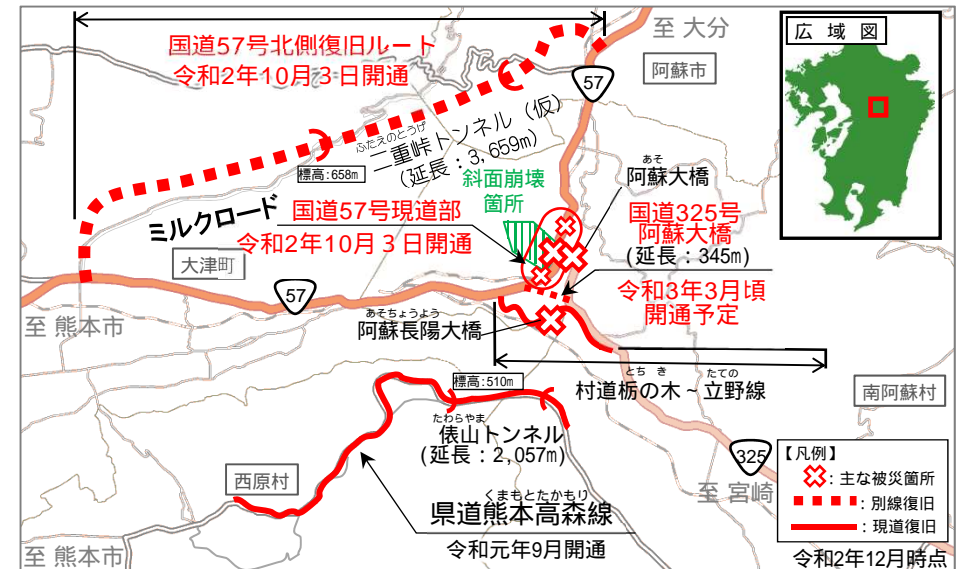 国道57号北側復旧ルート
令和2年10月３日開通
至 大分
阿蘇市
57
広 域 図
ふたえのとうげ
二重峠トンネル（仮）
(延長：3,659m)
標高:658m
ミルクロード
斜面崩壊
箇所
国道57号現道部
令和2年10月３日開通
あそ
阿蘇大橋
国道325号
阿蘇大橋
(延長：345m)
令和3年3月頃
開通予定
大津町
57
至 熊本市
あそちょうよう
阿蘇長陽大橋
とち き たての
村道栃の木～立野線
南阿蘇村
標高:510m
たわらやま
俵山トンネル
(延長：2,057m)
西原村
くまもとたかもり
県道熊本高森線
令和元年9月開通
至 熊本市
325
至 宮崎
【凡例】
：主な被災箇所
：別線復旧
：現道復旧
令和2年12月時点